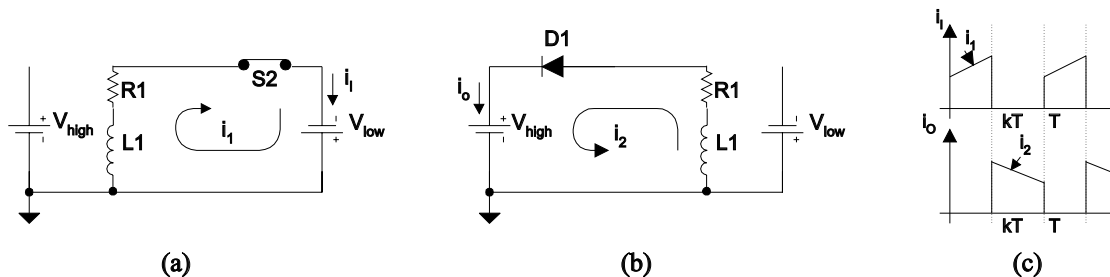 R1
S2
i_I
V_high
L1
i_1
V_low
+
-
-
+
(a)
D1
i_o
R1
V_high
i_2
L1
V_low
+
-
-
+
(b)
i_I
i_1
kT T
i_O
i_2
kT T
(c)